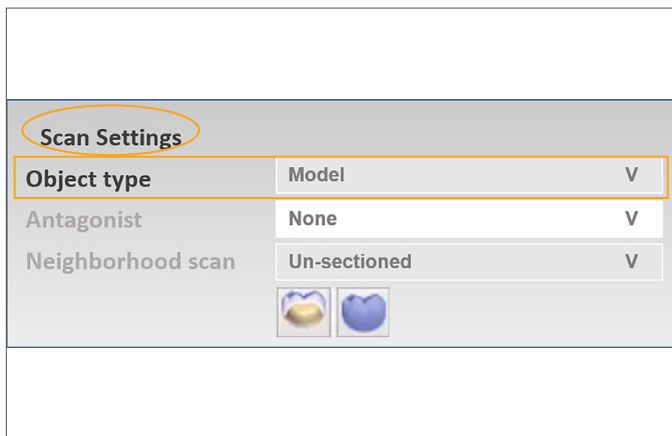 Scan Settings
Object type Model V
Antagonist None V
Neighborhood scan Un-sectioned V